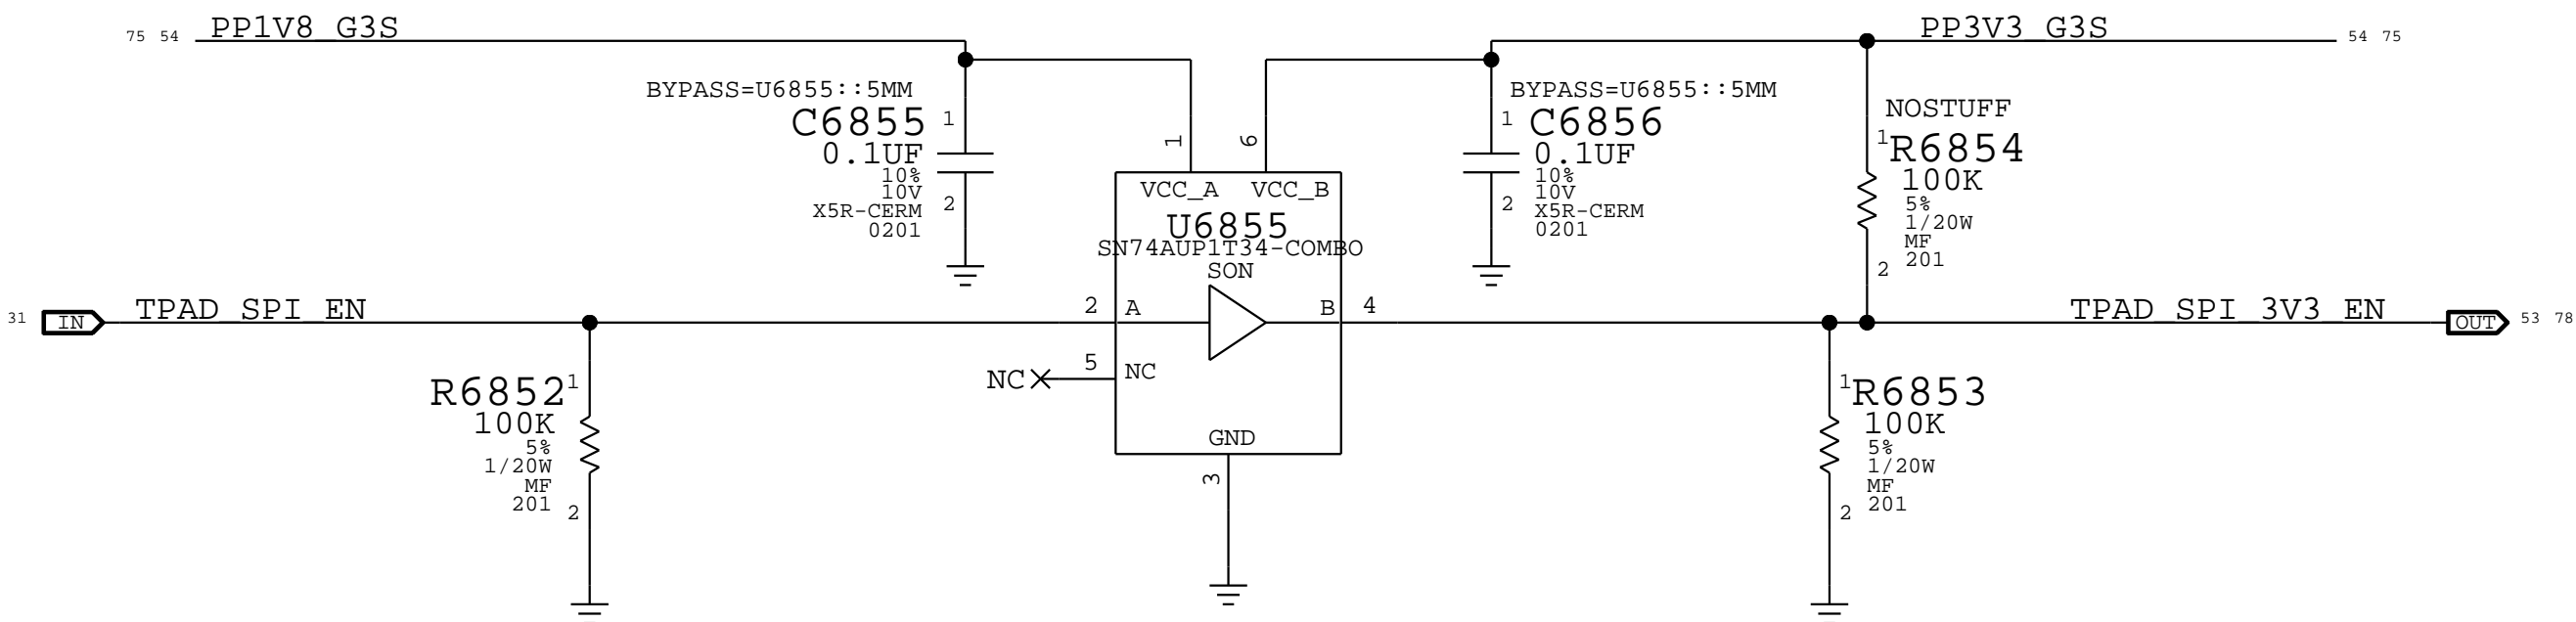 75 54 PP1V8_G3S
PP3V3_G3S 54 75
BYPASS=U6855::5MM
C6855 1
0.1UF
10%
10V
X5R-CERM
0201
2
1
6
BYPASS=U6855::5MM
1 C6856
0.1UF
10%
10V
X5R-CERM
0201
2
NOSTUFF
1 R6854
100K
5%
1/20W
MF
201
2
VCC_A VCC_B
U6855
SN74AUP1T34-COMBO
SON
31 IN TPAD_SPI_EN
2 A
B 4
TPAD_SPI_3V3_EN OUT 53 78
NC 5 NC
GND
3
R6852 1
100K
5%
1/20W
MF
201
2
1 R6853
100K
5%
1/20W
MF
201
2